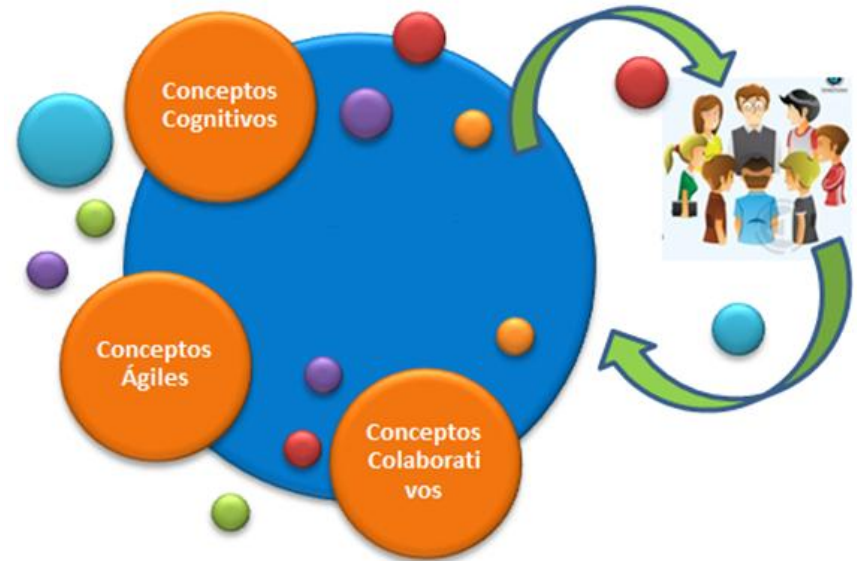 Conceptos
Cognitivos
Conceptos
Ágiles
Conceptos
Colaborati
vos